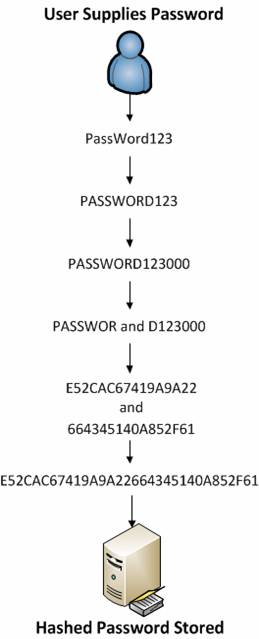 User Supplies Password
PassWord123
PASSWORD123
PASSWORD123000
PASSWOR and D123000
E52CAC67419A9A22
and
664345140A852F61
E52CAC67419A9A22664345140A852F61
Hashed Password Stored